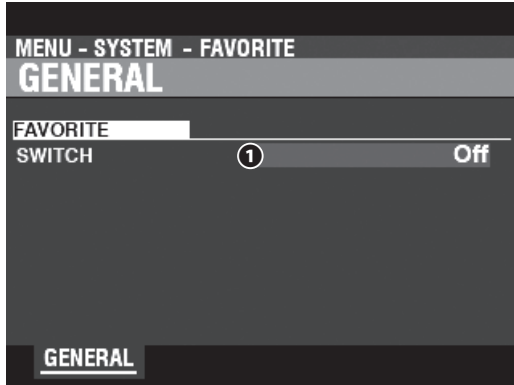 MENU - SYSTEM - FAVORITE
GENERAL
FAVORITE
SWITCH 1 Off
GENERAL